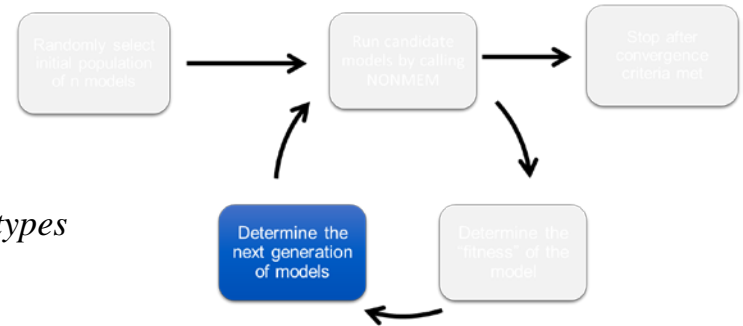 Randomly select
initial population
of n models
Run candidate
models by calling
NONMEM
Stop after
convergence
criteria met
types
Determine the
next generation
of models
Determine the
"fitness" of the
model